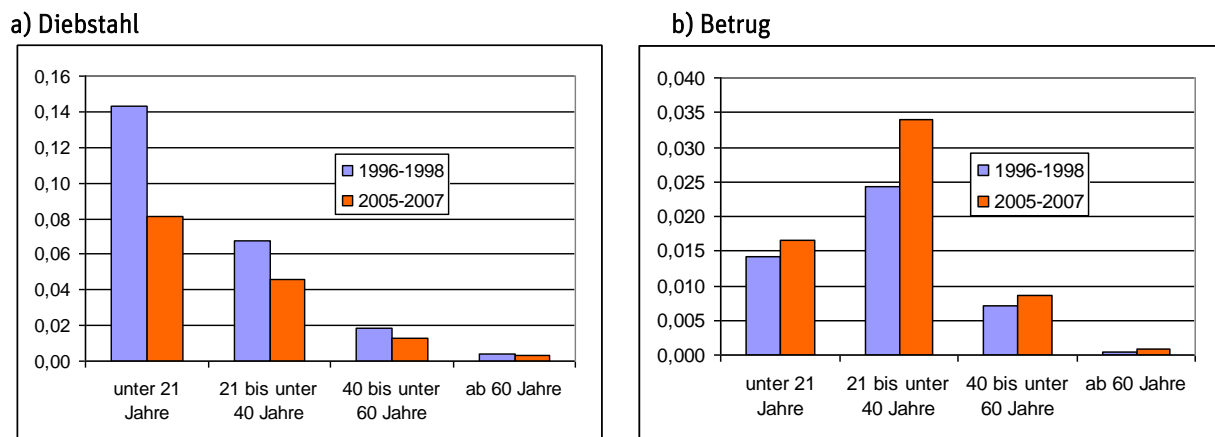 a) Diebstahl
0,16
0,14
0,12
0,10
0,08
0,06
0,04
0,02
0,00
1996-1998
2005-2007
unter 21 Jahre
21 bis unter 40 Jahre
40 bis unter 60 Jahre
ab 60 Jahre
b) Betrug
0,040
0,035
0,030
0,025
0,020
0,015
0,010
0,005
0,000
1996-1998
2005-2007
unter 21 Jahre
21 bis unter 40 Jahre
40 bis unter 60 Jahre
ab 60 Jahre